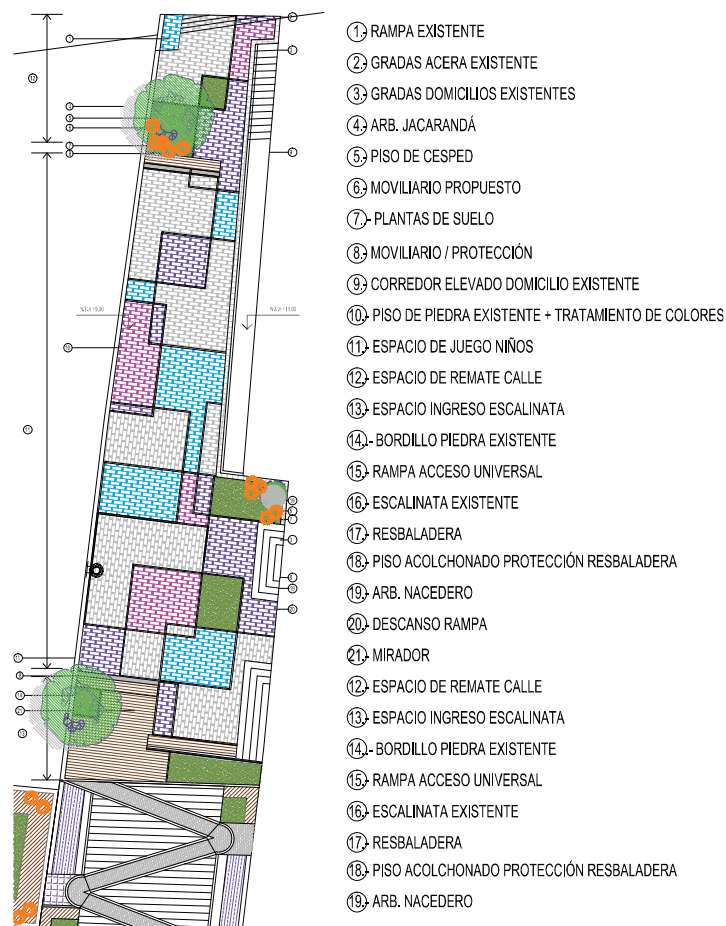 1.- RAMPA EXISTENTE
2.- GRADAS ACERA EXISTENTE
3.- GRADAS DOMICILIOS EXISTENTES
4.- ARB. JACARANDÁ
5.- PISO DE CESPED
6.- MOVILIARIO PROPUESTO
7.- PLANTAS DE SUELO
8.- MOVILIARIO / PROTECCIÓN
9.- CORREDOR ELEVADO DOMICILIO EXISTENTE
10.- PISO DE PIEDRA EXISTENTE + TRATAMIENTO DE COLORES
11.- ESPACIO DE JUEGO NIÑOS
12.- ESPACIO DE REMATE CALLE
13.- ESPACIO INGRESO ESCALINATA
14.- BORDILLO PIEDRA EXISTENTE
15.- RAMPA ACCESO UNIVERSAL
16.- ESCALINATA EXISTENTE
17.- RESBALADERA
18.- PISO ACOLCHONADO PROTECCIÓN RESBALADERA
19.- ARB. NACEDERO
20.- DESCANSO RAMPA
21.- MIRADOR
12.- ESPACIO DE REMATE CALLE
13.- ESPACIO INGRESO ESCALINATA
14.- BORDILLO PIEDRA EXISTENTE
15.- RAMPA ACCESO UNIVERSAL
16.- ESCALINATA EXISTENTE
17.- RESBALADERA
18.- PISO ACOLCHONADO PROTECCIÓN RESBALADERA
19.- ARB. NACEDERO